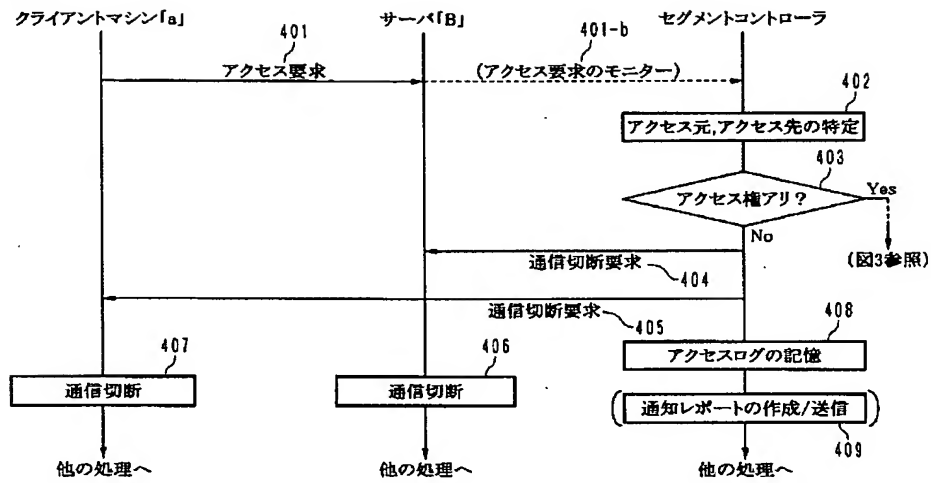 クライアントマシン「a」
サーバ「B」
セグメントコントローラ
401
アクセス要求
401-b
(アクセス要求のモニター)
402
アクセス元,アクセス先の特定
403
アクセス権アリ?
Yes
No
(図3参照)
通信切断要求
404
通信切断要求
405
408
アクセスログの記憶
407
通信切断
406
通信切断
(通知レポートの作成/送信)
409
他の処理へ
他の処理へ
他の処理へ